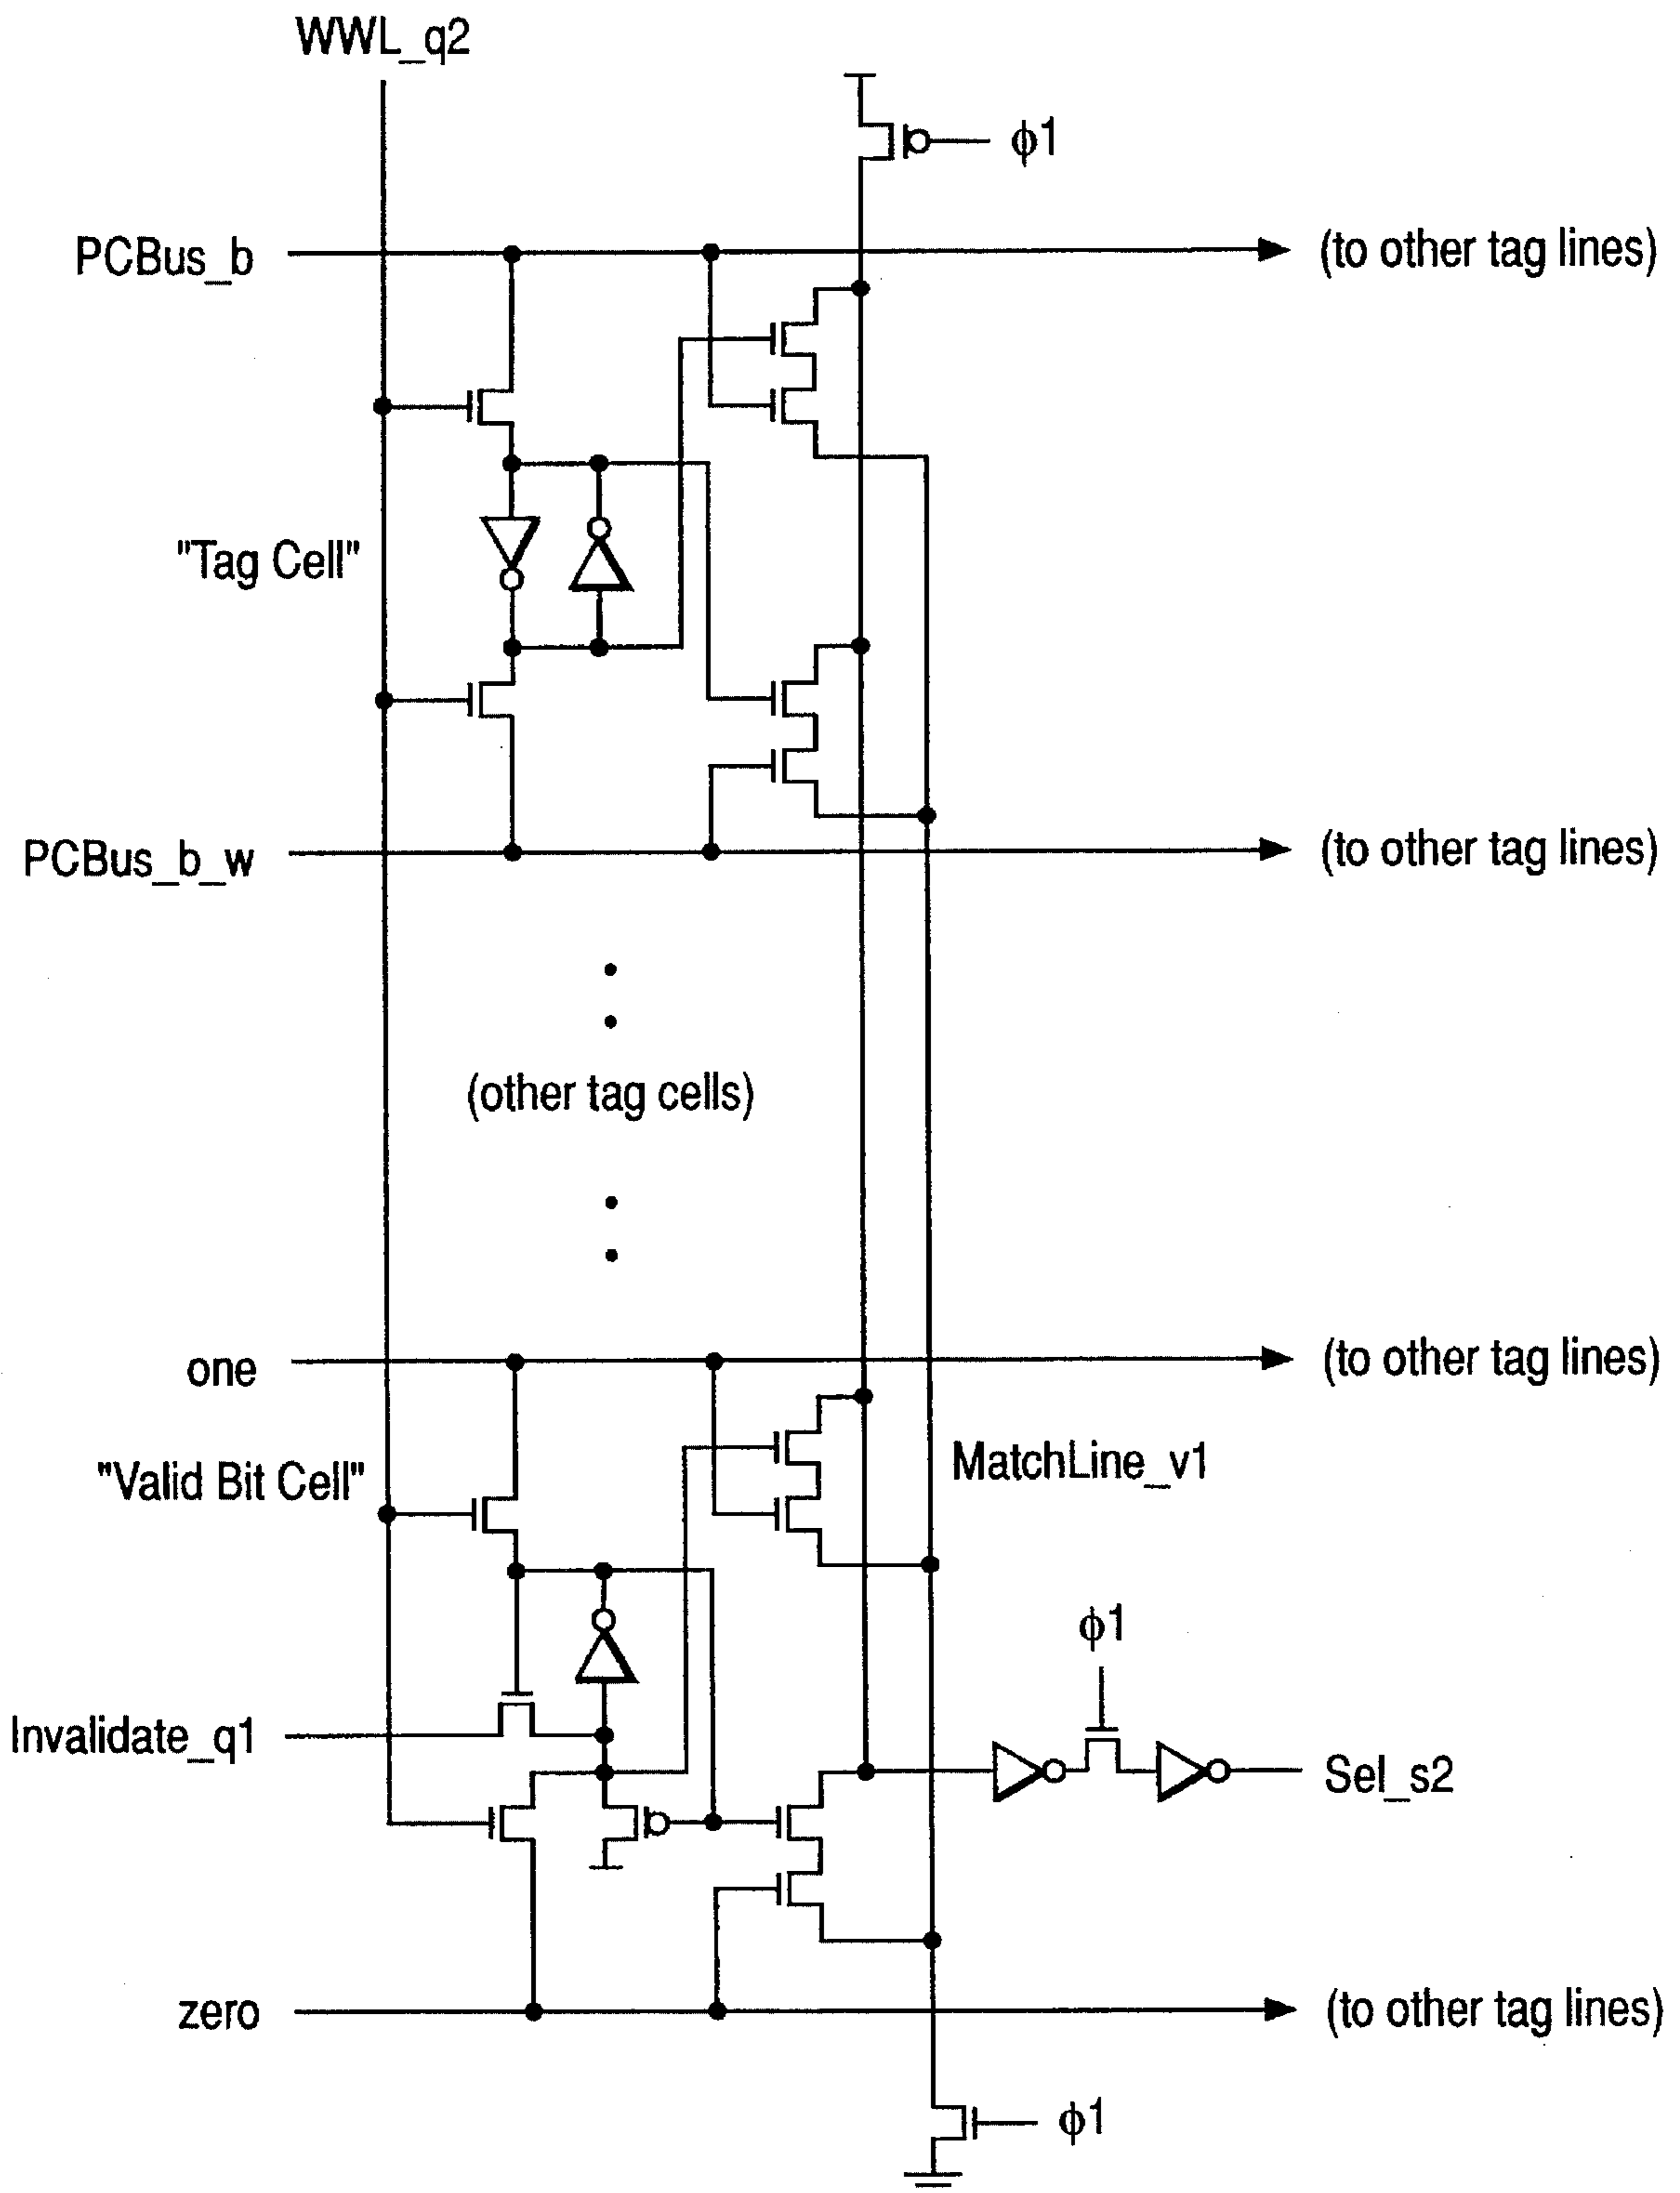 WWL_q2
ϕ1
PCBus_b
(to other tag lines)
"Tag Cell"
PCBus_b_w
(to other tag lines)
(other tag cells)
one
(to other tag lines)
"Valid Bit Cell"
MatchLine_v1
ϕ1
Invalidate_q1
Sel_s2
zero
(to other tag lines)
ϕ1